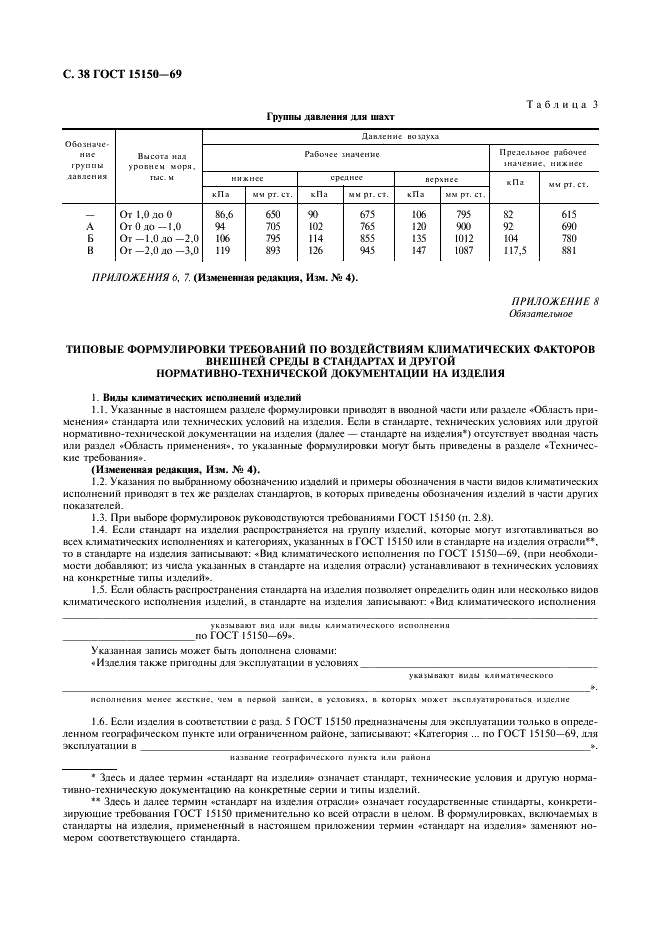 С. 38 ГОСТ 15150—69
Таблица 3
Группы давления для шахт
Обозначе-
ние
группы
давления
Высота над
уровнем моря,
тыс. м
Давление воздуха
Рабочее значение
Предельное рабочее
значение, нижнее
нижнее среднее верхнее
кПа мм рт. ст. кПа мм рт. ст. кПа мм рт. ст. кПа мм рт. ст.
— От 1,0 до 0 86,6 650 90 675 106 795 82 615
А От 0 до —1,0 94 705 102 765 120 900 92 690
Б От —1,0 до —2,0 106 795 114 855 135 1012 104 780
В От —2,0 до —3,0 119 893 126 945 147 1087 117,5 881
ПРИЛОЖЕНИЯ 6, 7. (Измененная редакция, Изм. № 4).
ПРИЛОЖЕНИЕ 8
Обязательное
ТИПОВЫЕ ФОРМУЛИРОВКИ ТРЕБОВАНИЙ ПО ВОЗДЕЙСТВИЯМ КЛИМАТИЧЕСКИХ ФАКТОРОВ
ВНЕШНЕЙ СРЕДЫ В СТАНДАРТАХ И ДРУГОЙ
НОРМАТИВНО-ТЕХНИЧЕСКОЙ ДОКУМЕНТАЦИИ НА ИЗДЕЛИЯ
1. Виды климатических исполнений изделий
1.1. Указанные в настоящем разделе формулировки приводят в вводной части или разделе «Область при-
менения» стандарта или технических условий на изделия. Если в стандарте, технических условиях или другой
нормативно-технической документации на изделия (далее — стандарте на изделия*) отсутствует вводная часть
или раздел «Область применения», то указанные формулировки могут быть приведены в разделе «Техничес-
кие требования».
(Измененная редакция, Изм. № 4).
1.2. Указания по выбранному обозначению изделий и примеры обозначения в части видов климатических
исполнений приводят в тех же разделах стандартов, в которых приведены обозначения изделий в части других
показателей.
1.3. При выборе формулировок руководствуются требованиями ГОСТ 15150 (п. 2.8).
1.4. Если стандарт на изделия распространяется на группу изделий, которые могут изготавливаться во
всех климатических исполнениях и категориях, указанных в ГОСТ 15150 или в стандарте на изделия отрасли**,
то в стандарте на изделия записывают: «Вид климатического исполнения по ГОСТ 15150—69, (при необходи-
мости добавляют; из числа указанных в стандарте на изделия отрасли) устанавливают в технических условиях
на конкретные типы изделий».
1.5. Если область распространения стандарта на изделия позволяет определить один или несколько видов
климатического исполнения изделий, в стандарте на изделия записывают: «Вид климатического исполнения
указывают вид или виды климатического исполнения
по ГОСТ 15150—69».
Указанная запись может быть дополнена словами:
«Изделия также пригодны для эксплуатации в условиях
указывают виды климатического
».
исполнения менее жесткие, чем в первой записи, в условиях, в которых может эксплуатироваться изделие
1.6. Если изделия в соответствии с разд. 5 ГОСТ 15150 предназначены для эксплуатации только в опреде-
ленном географическом пункте или ограниченном районе, записывают: «Категория ... по ГОСТ 15150—69, для
эксплуатации в ».
название географического пункта или района
* Здесь и далее термин «стандарт на изделия» означает стандарт, технические условия и другую норма-
тивно-техническую документацию на конкретные серии и типы изделий.
** Здесь и далее термин «стандарт на изделия отрасли» означает государственные стандарты, конкрети-
зирующие требования ГОСТ 15150 применительно ко всей отрасли в целом. В формулировках, включаемых в
стандарты на изделия, примененный в настоящем приложении термин «стандарт на изделия» заменяют но-
мером соответствующего стандарта.